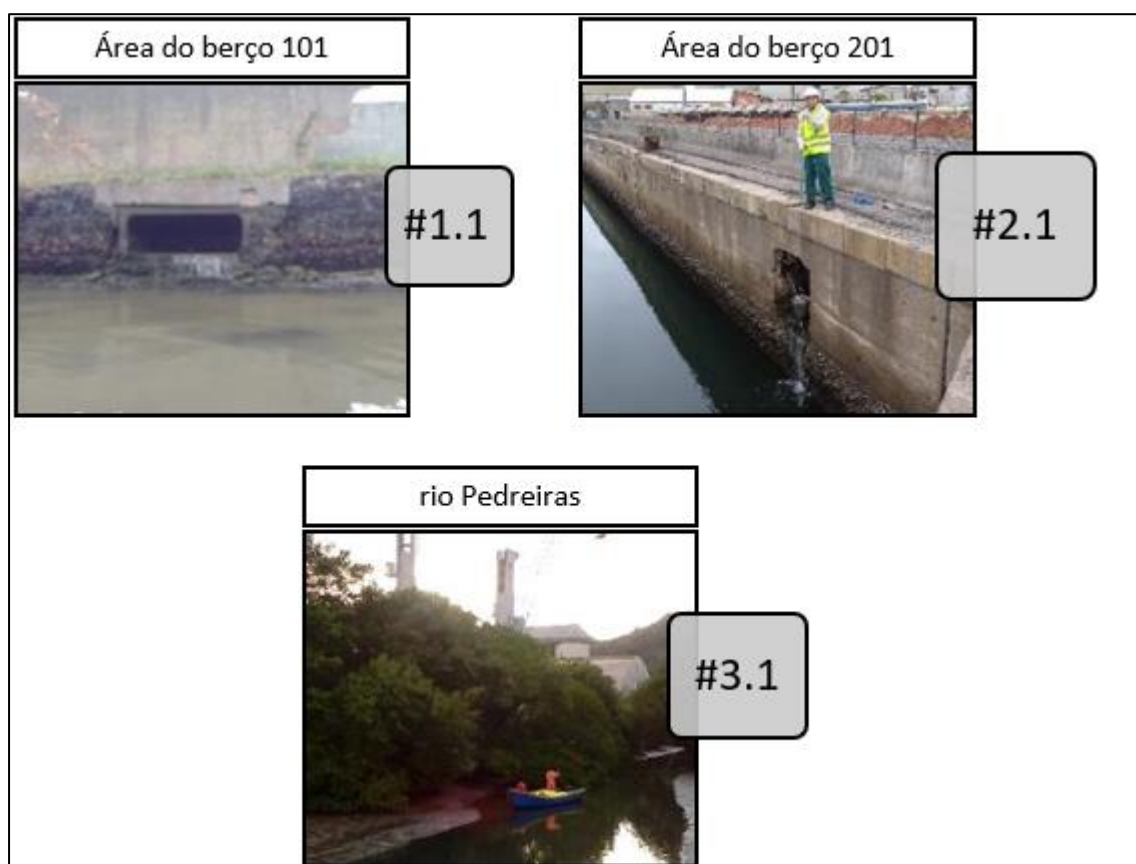 Área do berço 101
#1.1
Área do berço 201
#2.1
rio Pedreiras
#3.1